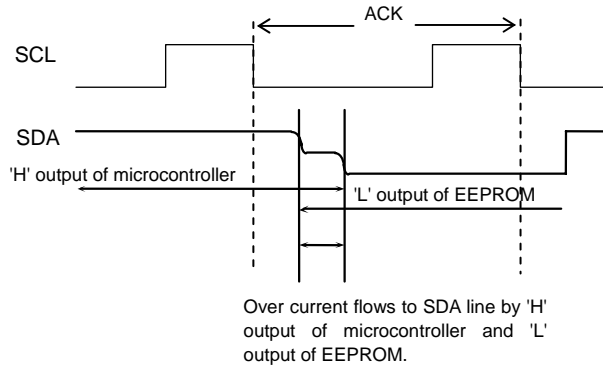 ACK
SCL
SDA
'H' output of microcontroller
'L' output of EEPROM
Over current flows to SDA line by 'H'
output of microcontroller and 'L'
output of EEPROM.